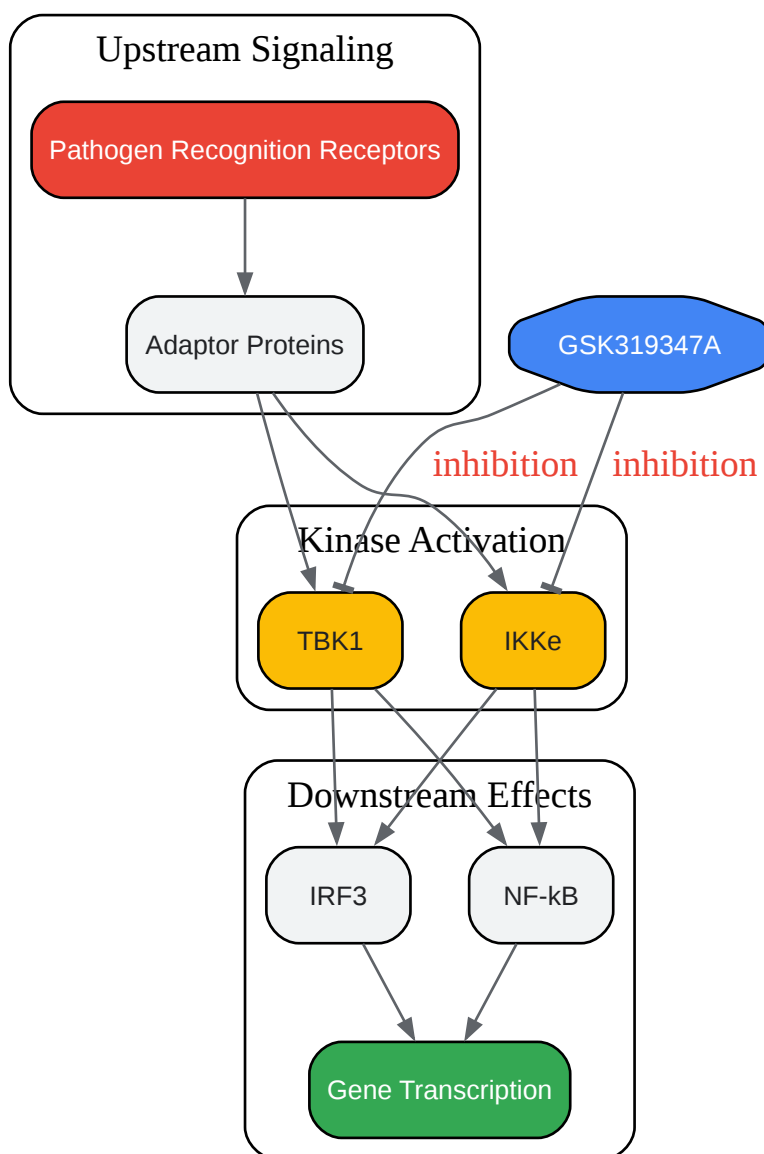 Upstream Signaling
Pathogen Recognition Receptors
Adaptor Proteins
GSK319347A
inhibition
inhibition
Kinase Activation
TBK1
IKKe
Downstream Effects
IRF3
NF-kB
Gene Transcription